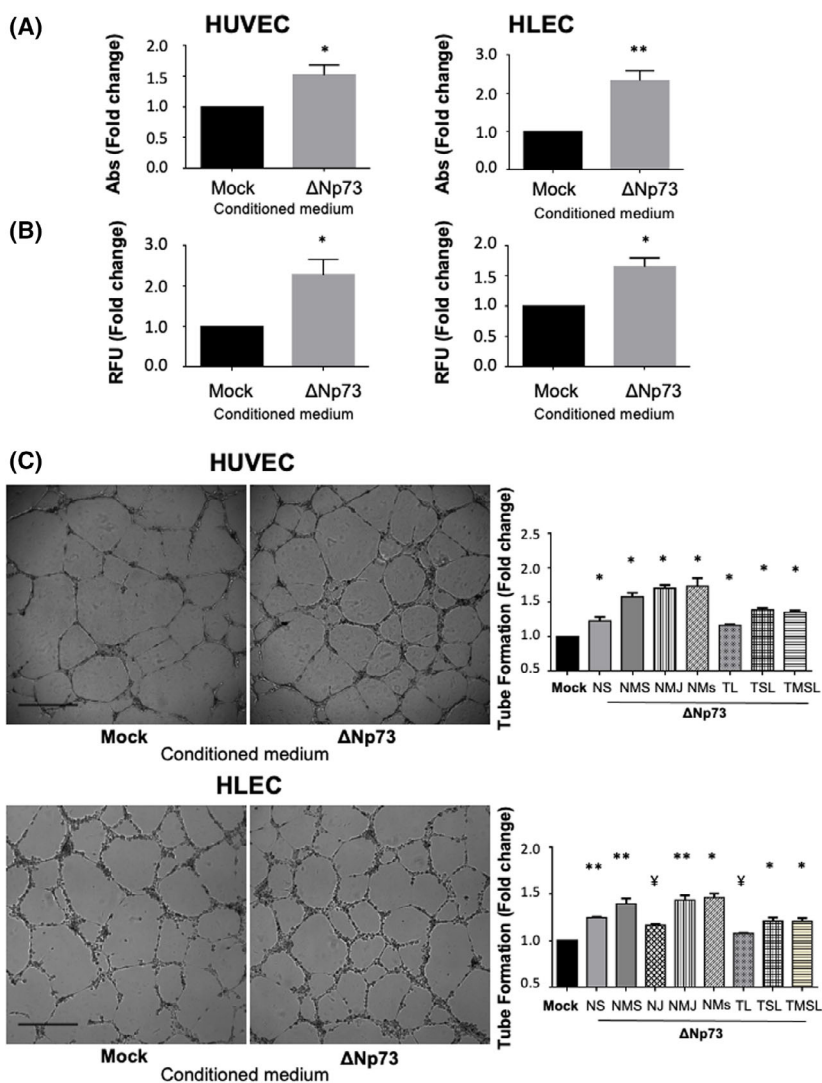 (A)
HUVEC
HLEC
Abs (Fold change)
2.0
1.5
1.0
0.5
0.0
*
Mock
ΔNp73
Conditioned medium
Abs (Fold change)
3.0
2.0
1.0
0.0
**
Mock
ΔNp73
Conditioned medium
(B)
RFU (Fold change)
3.0
2.0
1.0
0.0
*
Mock
ΔNp73
Conditioned medium
RFU (Fold change)
2.0
1.5
1.0
0.5
0.0
*
Mock
ΔNp73
Conditioned medium
(C)
HUVEC
Mock
ΔNp73
Conditioned medium
Tube Formation (Fold change)
2.5
2.0
1.5
1.0
0.5
* * * * * * *
Mock NS NMS NMJ NMs TL TSL TMSL
ΔNp73
HLEC
Mock
ΔNp73
Conditioned medium
Tube Formation (Fold change)
2.0
1.5
1.0
0.5
** ** ¥ ** * ¥ * *
Mock NS NMS NJ NMJ NMs TL TSL TMSL
ΔNp73